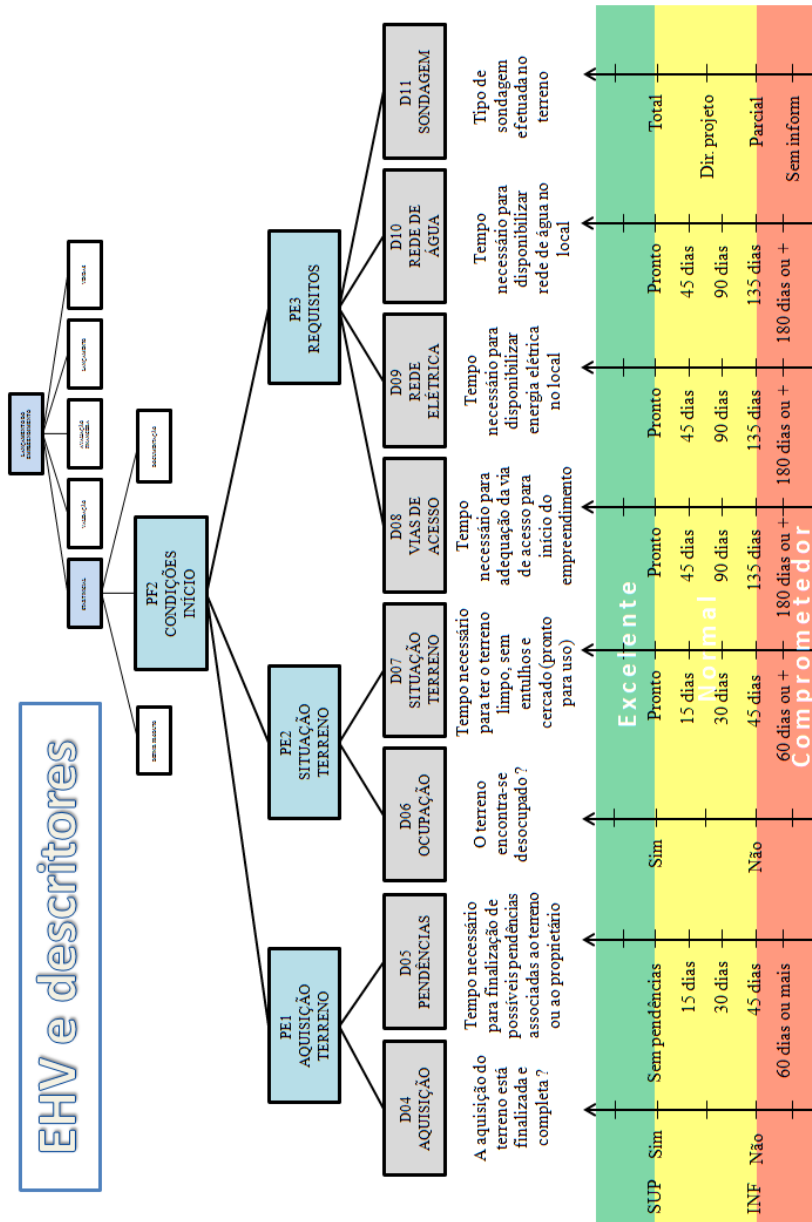 EHV e descritores
LANÇAMENTO DO
EMPREENDIMENTO
VIABILIDADE
LANÇAMENTO
VENDAS
DOCUMENTAÇÃO
PF2
CONDIÇÕES
INÍCIO
PE1
AQUISIÇÃO
TERRENO
PE2
SITUAÇÃO
TERRENO
PE3
REQUISITOS
D04
AQUISIÇÃO
D05
PENDÊNCIAS
D06
OCUPAÇÃO
D07
SITUAÇÃO
TERRENO
D08
VIAS DE
ACESSO
D09
REDE
ELÉTRICA
D10
REDE DE
ÁGUA
D11
SONDAGEM
A aquisição do
terreno está
finalizada e
completa ?
Tempo necessário
para finalização de
possíveis pendências
associadas ao terreno
ou ao proprietário
O terreno
encontra-se
desocupado ?
Tempo necessário
para ter o terreno
limpo, sem
entulhos e
cercado (pronto
para uso)
Tempo
necessário para
adequação da via
de acesso para
início do
empreendimento
Tempo
necessário para
disponibilizar
energia elétrica
no local
Tempo
necessário para
disponibilizar
rede de água no
local
Tipo de
sondagem
efetuada no
terreno
Excelente
Normal
Comprometedor
SUP
INF
Sim
Não
Sem pendências
15 dias
30 dias
45 dias
60 dias ou mais
Sim
Não
Pronto
15 dias
30 dias
45 dias
60 dias ou +
Pronto
45 dias
90 dias
135 dias
180 dias ou +
Pronto
45 dias
90 dias
135 dias
180 dias ou +
Pronto
45 dias
90 dias
135 dias
180 dias ou +
Total
Dir. projeto
Parcial
Sem inform